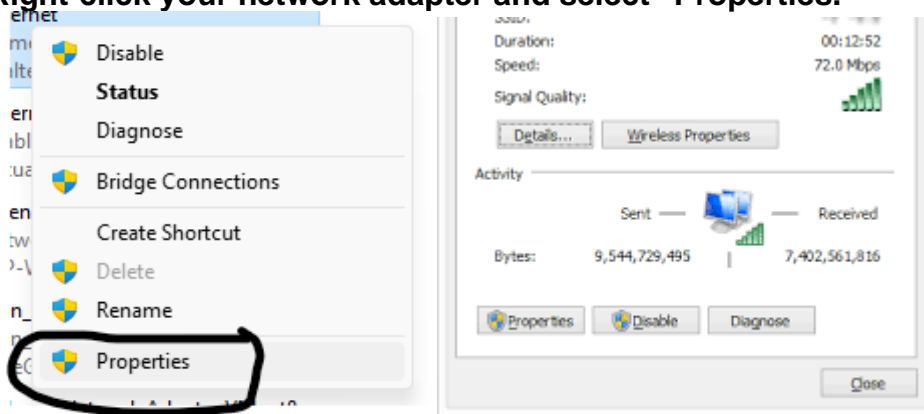 Right-click your network adapter and select "Properties."
ernet
Disable
Status
Diagnose
Bridge Connections
Create Shortcut
Delete
Rename
Properties
SSID:
Duration: 00:12:52
Speed: 72.0 Mbps
Signal Quality:
Details... Wireless Properties
Activity
Sent Received
Bytes: 9,544,729,495 7,402,561,816
Properties Disable Diagnose
Close